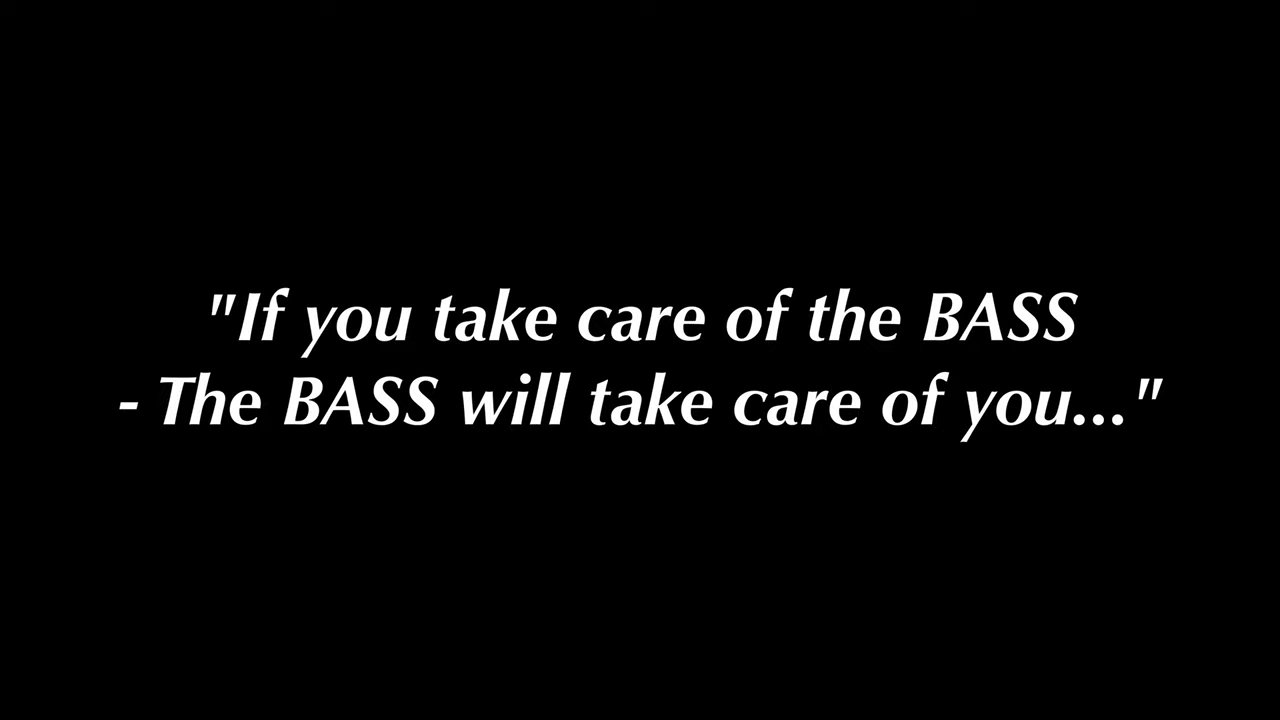 "If you take care of the BASS
- The BASS will take care of you..."